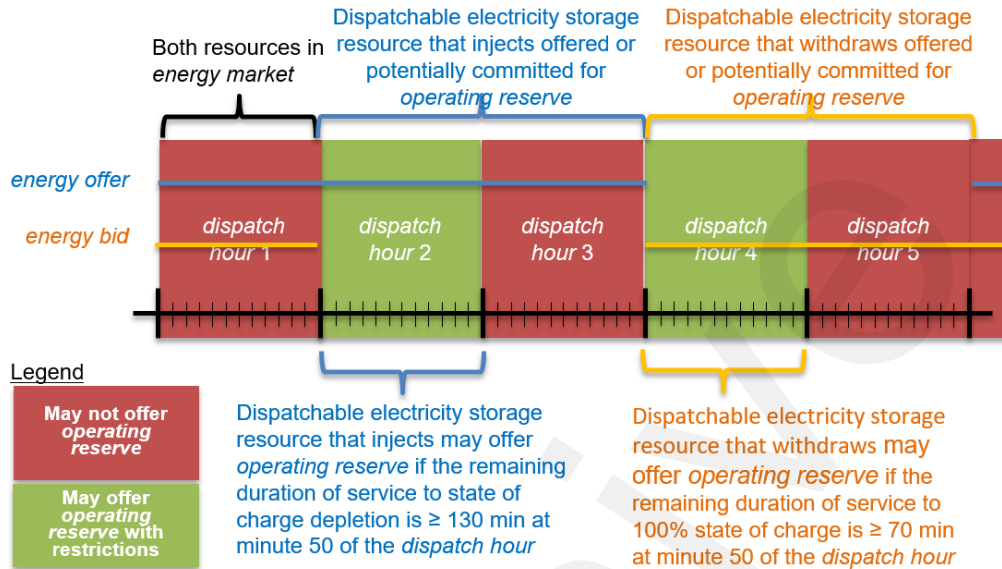 Both resources in
energy market
Dispatchable electricity storage
resource that injects offered or
potentially committed for
operating reserve
Dispatchable electricity storage
resource that withdraws offered
or potentially committed for
operating reserve
energy offer
energy bid
dispatch
hour 1
dispatch
hour 2
dispatch
hour 3
dispatch
hour 4
dispatch
hour 5
Legend
May not offer
operating
reserve
May offer
operating
reserve with
restrictions
Dispatchable electricity storage
resource that injects may offer
operating reserve if the remaining
duration of service to state of
charge depletion is ≥ 130 min at
minute 50 of the dispatch hour
Dispatchable electricity storage
resource that withdraws may
offer operating reserve if the
remaining duration of service to
100% state of charge is ≥ 70 min
at minute 50 of the dispatch hour